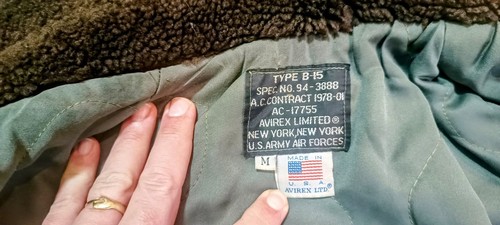 TYPE B-15
SPEC NO. 94-3888
A.C.CONTRACT 1978-01
AC-17755
AVIREX LIMITED®
NEW YORK,NEW YORK
U.S.ARMY AIR FORCES
M
MADE IN
U.S.A.
AVIREX LTD®